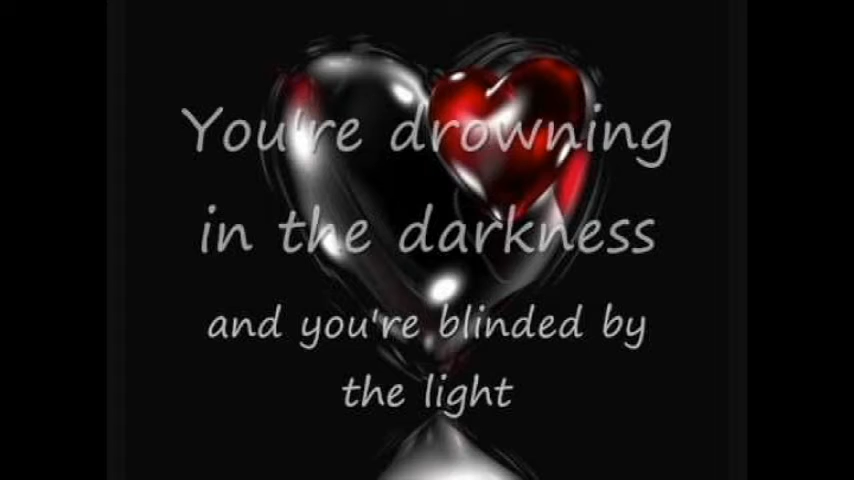 You're drowning
in the darkness
and you're blinded by
the light